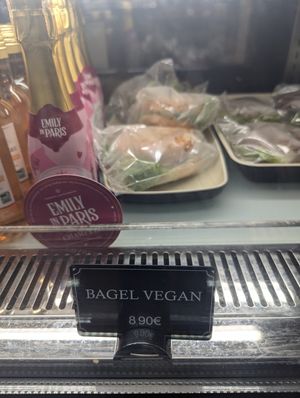 EMILY
IN PARIS
EMILY
IN PARIS
BAGEL VEGAN
8.90€